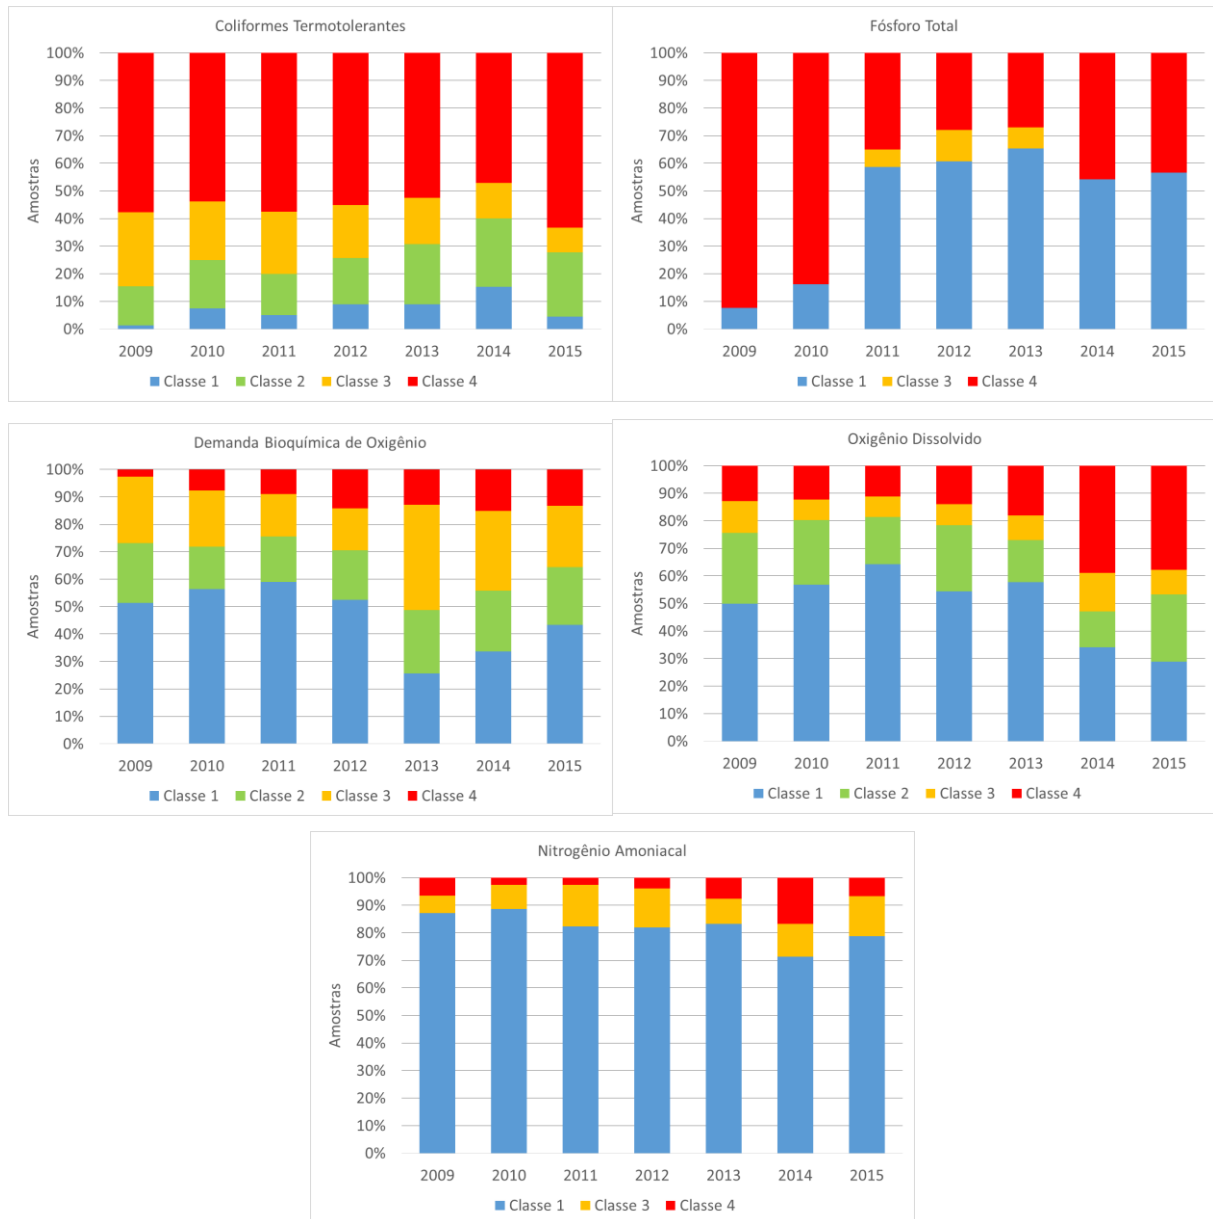 Coliformes Termotolerantes
100%
90%
80%
70%
60%
50%
40%
30%
20%
10%
0%
Amostras
2009 2010 2011 2012 2013 2014 2015
Classe 1 Classe 2 Classe 3 Classe 4
Fósforo Total
100%
90%
80%
70%
60%
50%
40%
30%
20%
10%
0%
Amostras
2009 2010 2011 2012 2013 2014 2015
Classe 1 Classe 3 Classe 4
Demanda Bioquímica de Oxigênio
100%
90%
80%
70%
60%
50%
40%
30%
20%
10%
0%
Amostras
2009 2010 2011 2012 2013 2014 2015
Classe 1 Classe 2 Classe 3 Classe 4
Oxigênio Dissolvido
100%
90%
80%
70%
60%
50%
40%
30%
20%
10%
0%
Amostras
2009 2010 2011 2012 2013 2014 2015
Classe 1 Classe 2 Classe 3 Classe 4
Nitrogênio Amoniacal
100%
90%
80%
70%
60%
50%
40%
30%
20%
10%
0%
Amostras
2009 2010 2011 2012 2013 2014 2015
Classe 1 Classe 3 Classe 4